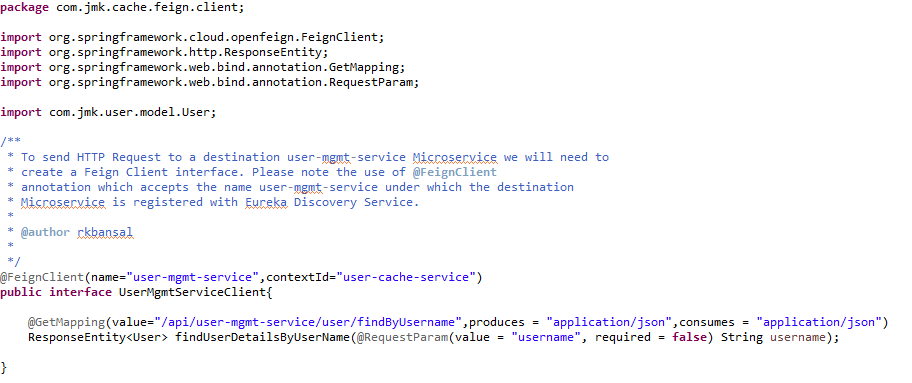 package com.jmk.cache.feign.client;
import org.springframework.cloud.openfeign.FeignClient;
import org.springframework.http.ResponseEntity;
import org.springframework.web.bind.annotation.GetMapping;
import org.springframework.web.bind.annotation.RequestParam;
import com.jmk.user.model.User;
/**
 * To send HTTP Request to a destination user-mgmt-service Microservice we will need to
 * create a Feign Client interface. Please note the use of @FeignClient
 * annotation which accepts the name user-mgmt-service under which the destination
 * Microservice is registered with Eureka Discovery Service.
 *
 * @author rkbansal
 *
 */
@FeignClient(name="user-mgmt-service",contextId="user-cache-service")
public interface UserMgmtServiceClient{
    @GetMapping(value="/api/user-mgmt-service/user/findByUsername",produces = "application/json",consumes = "application/json")
    ResponseEntity<User> findUserDetailsByUserName(@RequestParam(value = "username", required = false) String username);
}